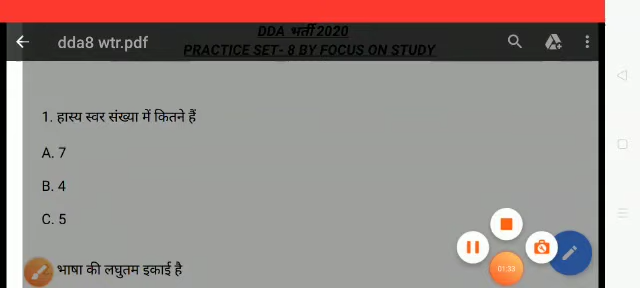 DDA भर्ती 2020
dda8 wtr.pdf
PRACTICE SET- 8 BY FOCUS ON STUDY
1. हास्य स्वर संख्या में कितने हैं
A. 7
B. 4
C. 5
01:33
भाषा की लघुतम इकाई है